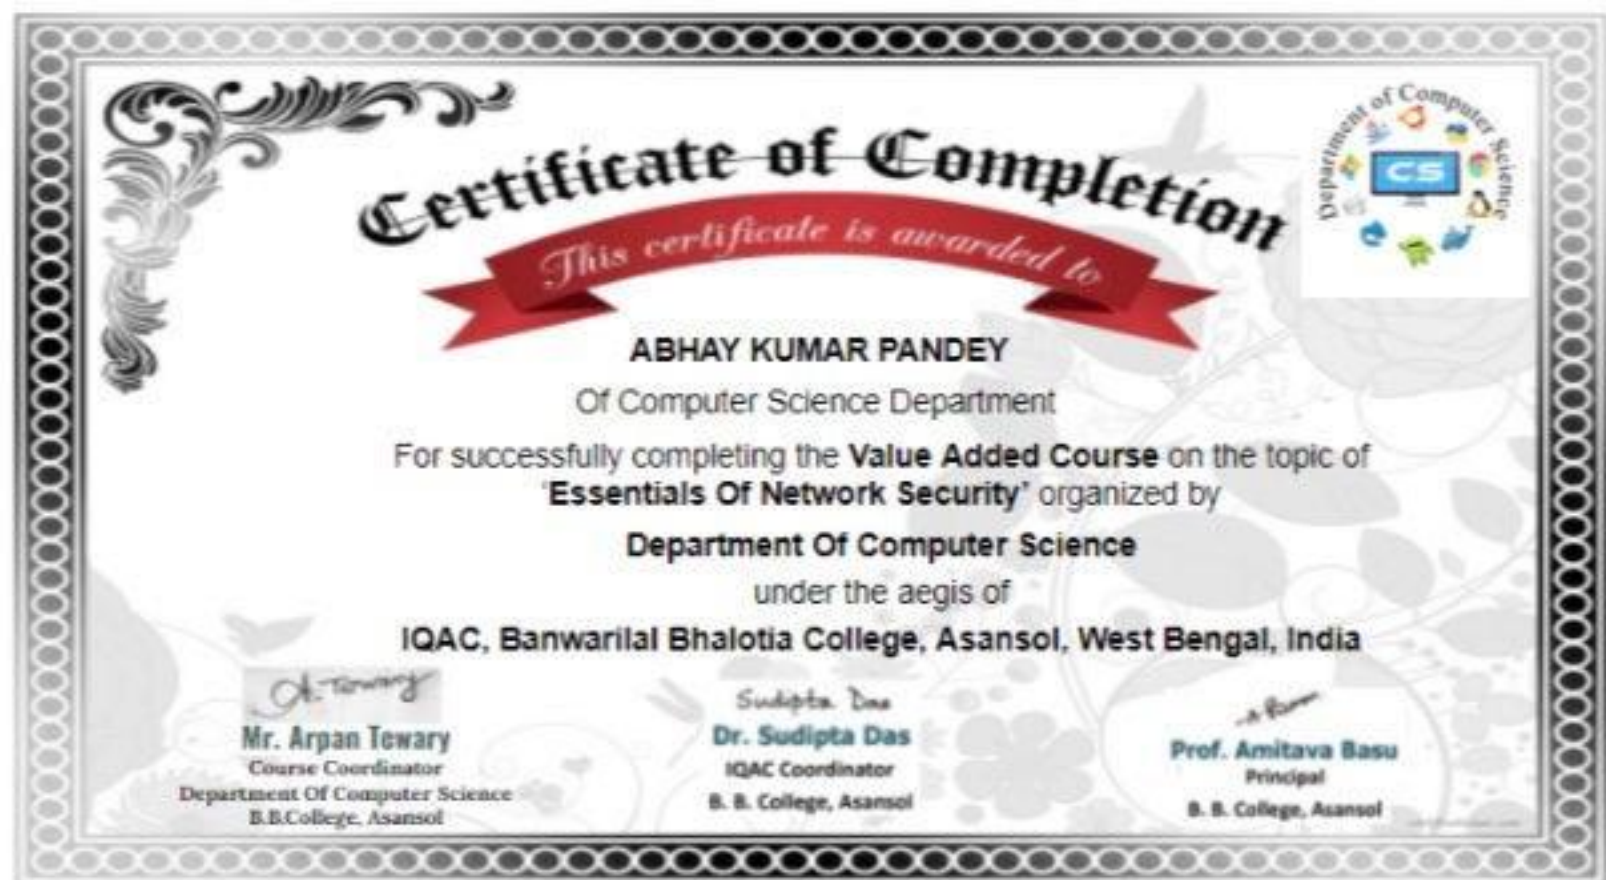 Certificate of Completion
This certificate is awarded to
Department of Computer Science
CS
ABHAY KUMAR PANDEY
Of Computer Science Department
For successfully completing the Value Added Course on the topic of
'Essentials Of Network Security' organized by
Department Of Computer Science
under the aegis of
IQAC, Banwarilal Bhalotia College, Asansol, West Bengal, India
A. Tewary
Mr. Arpan Tewary
Course Coordinator
Department Of Computer Science
B.B.College, Asansol
Sudipta Das
Dr. Sudipta Das
IQAC Coordinator
B. B. College, Asansol
Prof. Amitava Basu
Principal
B. B. College, Asansol